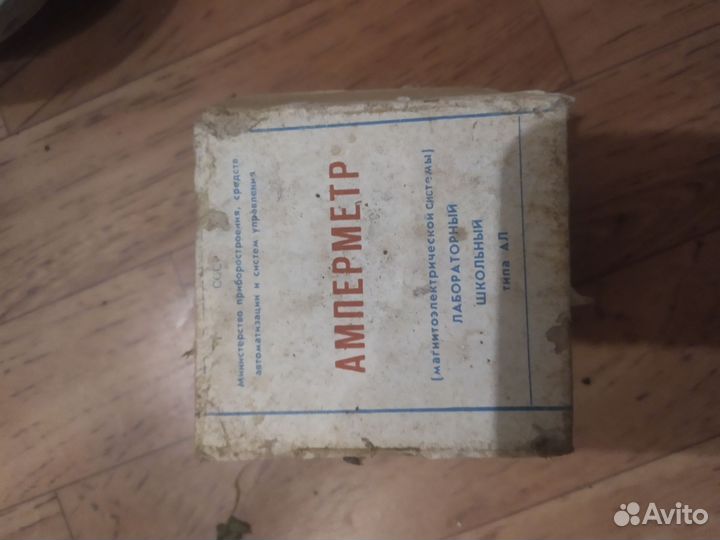 СССР
Министерство приборостроения, средств
автоматизации и систем управления
АМПЕРМЕТР
(магнитоэлектрической системы)
ЛАБОРАТОРНЫЙ
ШКОЛЬНЫЙ
типа АЛ
Avito